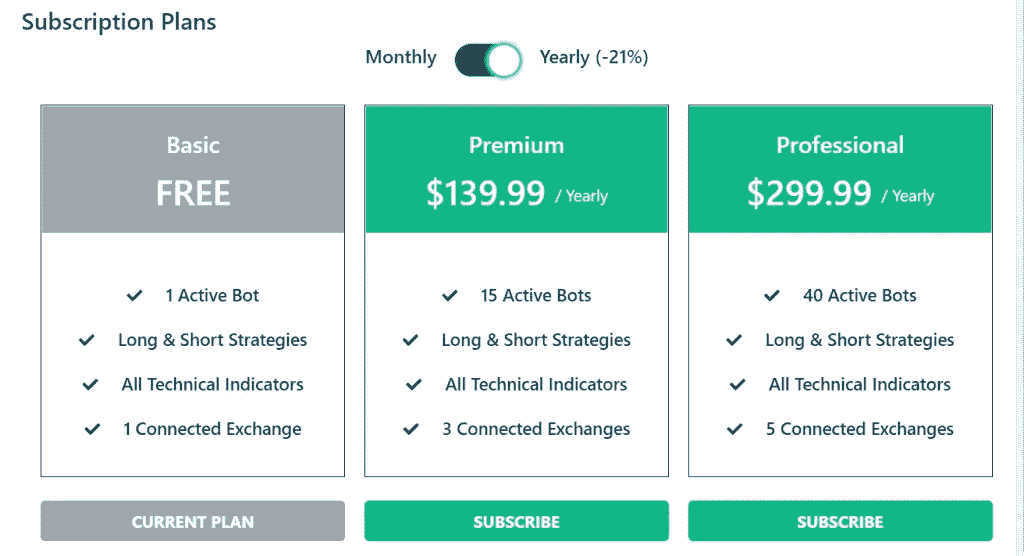 Subscription Plans
Monthly Yearly (-21%)
Basic
FREE
1 Active Bot
Long & Short Strategies
All Technical Indicators
1 Connected Exchange
CURRENT PLAN
Premium
$139.99 / Yearly
15 Active Bots
Long & Short Strategies
All Technical Indicators
3 Connected Exchanges
SUBSCRIBE
Professional
$299.99 / Yearly
40 Active Bots
Long & Short Strategies
All Technical Indicators
5 Connected Exchanges
SUBSCRIBE